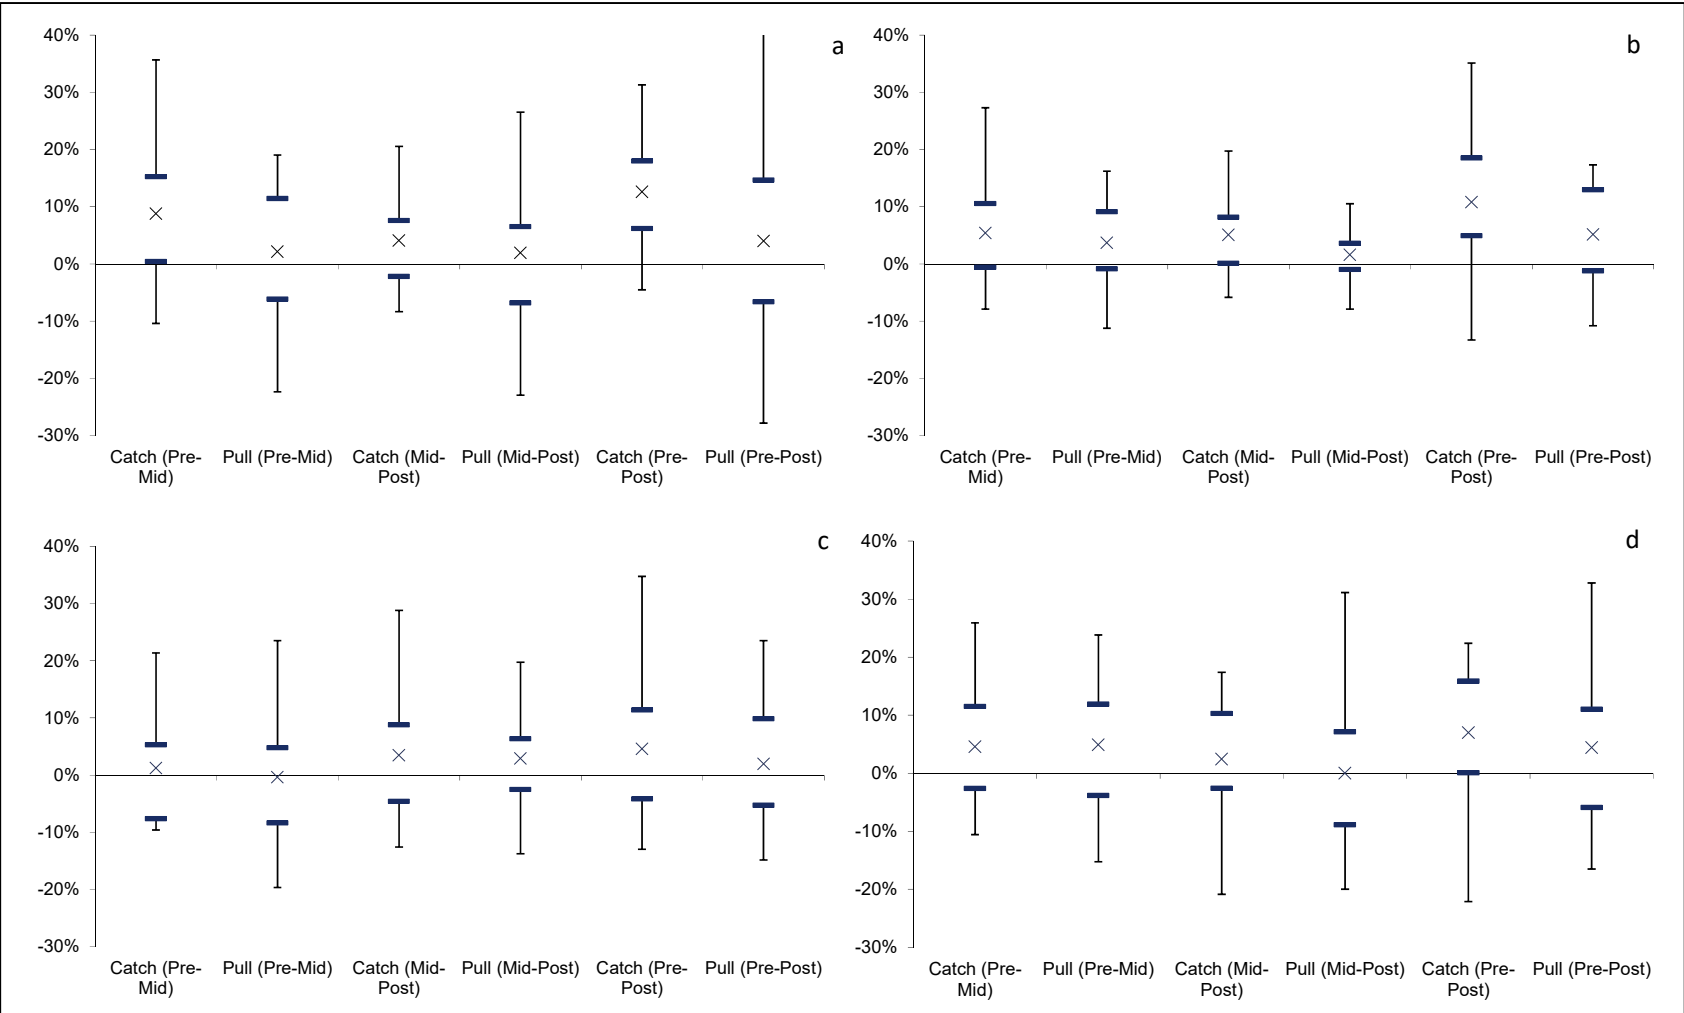 40%
a
30%
20%
10%
0%
-10%
-20%
-30%
Catch (Pre-
Mid)
Pull (Pre-Mid)
Catch (Mid-
Post)
Pull (Mid-Post)
Catch (Pre-
Post)
Pull (Pre-Post)
40%
b
30%
20%
10%
0%
-10%
-20%
-30%
Catch (Pre-
Mid)
Pull (Pre-Mid)
Catch (Mid-
Post)
Pull (Mid-Post)
Catch (Pre-
Post)
Pull (Pre-Post)
40%
c
30%
20%
10%
0%
-10%
-20%
-30%
Catch (Pre-
Mid)
Pull (Pre-Mid)
Catch (Mid-
Post)
Pull (Mid-Post)
Catch (Pre-
Post)
Pull (Pre-Post)
40%
d
30%
20%
10%
0%
-10%
-20%
-30%
Catch (Pre-
Mid)
Pull (Pre-Mid)
Catch (Mid-
Post)
Pull (Mid-Post)
Catch (Pre-
Post)
Pull (Pre-Post)